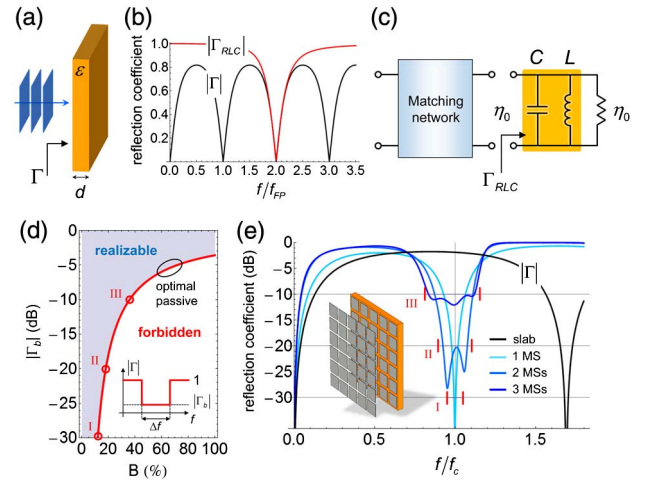 (a)
ε
Γ
d
(b)
reflection coefficient
1.0
0.8
0.6
0.4
0.2
|Γ_RLC|
|Γ|
0.0 0.5 1.0 1.5 2.0 2.5 3.0 3.5
f/f_FP
(c)
Matching
network
C L
η₀
η₀
Γ_RLC
(d)
|Γ_b| (dB)
0
−5
−10
−15
−20
−25
−30
realizable
optimal
passive
forbidden
III
II
I
|Γ|
1
|Γ_b|
Δf
f
0 20 40 60 80 100
B (%)
(e)
reflection coefficient (dB)
0
−5
−10
−15
−20
−25
−30
|Γ|
III
II
I
slab
1 MS
2 MSs
3 MSs
0.0 0.5 1.0 1.5
f/f_c